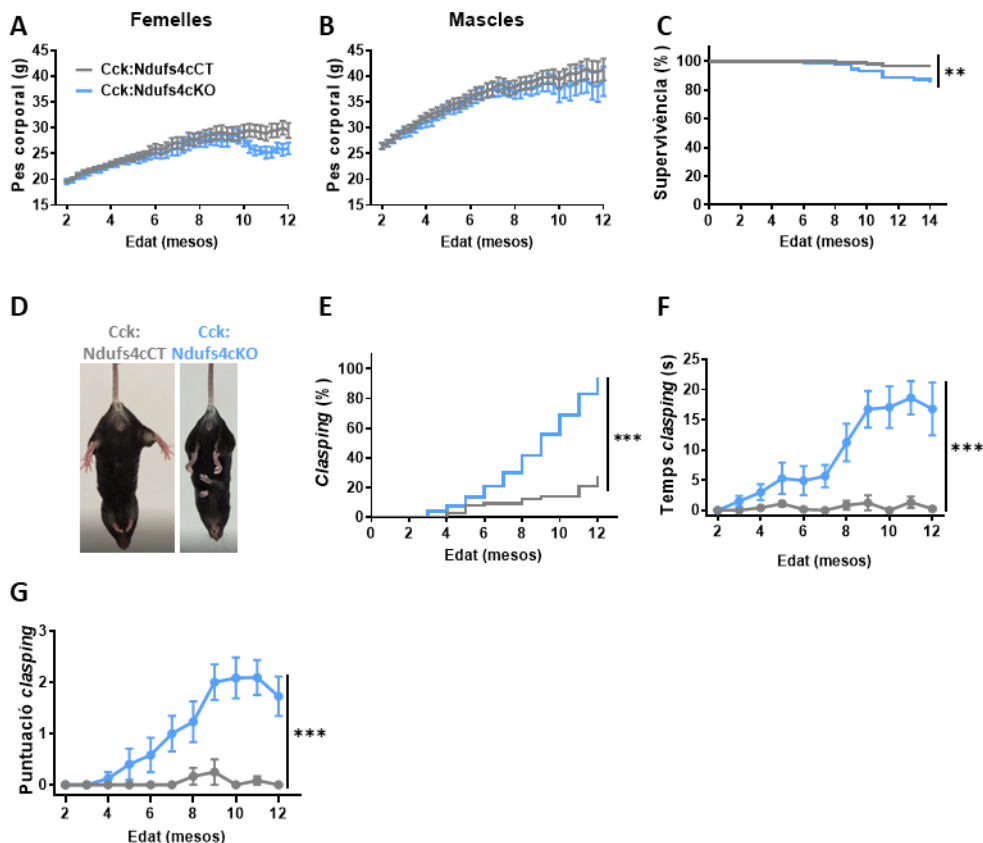 A
Femelles
Pes corporal (g)
45
40
35
30
25
20
15
Cck:Ndufs4cCT
Cck:Ndufs4cKO
2 4 6 8 10 12
Edat (mesos)
B
Mascles
Pes corporal (g)
45
40
35
30
25
20
15
2 4 6 8 10 12
Edat (mesos)
C
Supervivència (%)
100
80
60
40
20
0
**
0 2 4 6 8 10 12 14
Edat (mesos)
D
Cck:
Ndufs4cCT
Cck:
Ndufs4cKO
E
Clasping (%)
100
80
60
40
20
0
***
0 2 4 6 8 10 12
Edat (mesos)
F
Temps clasping (s)
25
20
15
10
5
0
***
2 4 6 8 10 12
Edat (mesos)
G
Puntuació clasping
3
2
1
0
***
2 4 6 8 10 12
Edat (mesos)